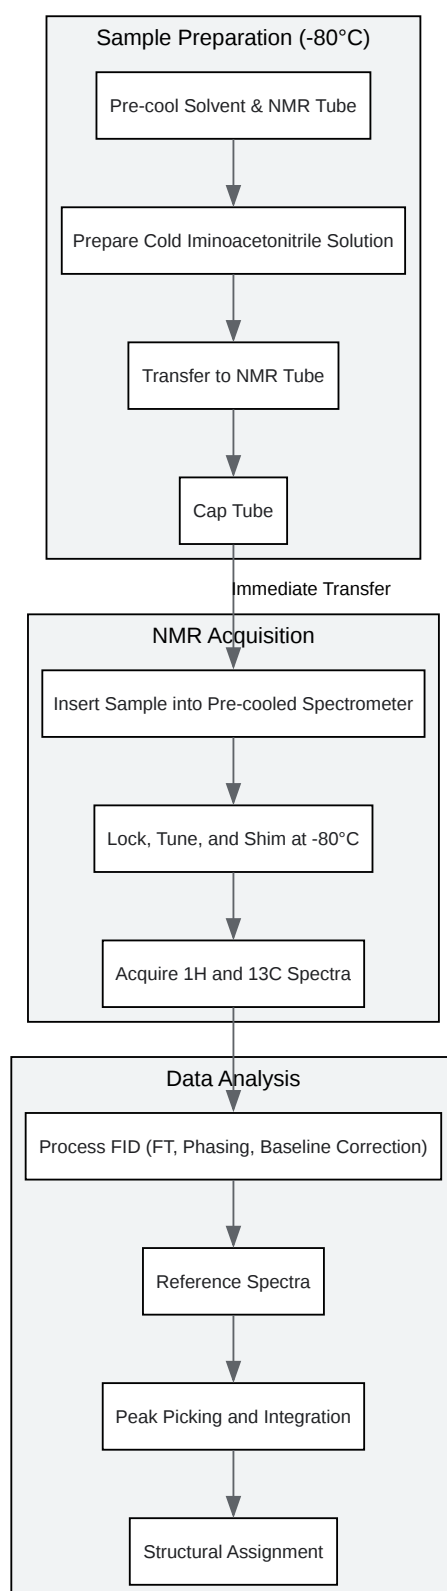 Sample Preparation (-80°C)
Pre-cool Solvent & NMR Tube
Prepare Cold Iminoacetonitrile Solution
Transfer to NMR Tube
Cap Tube
Immediate Transfer
NMR Acquisition
Insert Sample into Pre-cooled Spectrometer
Lock, Tune, and Shim at -80°C
Acquire 1H and 13C Spectra
Data Analysis
Process FID (FT, Phasing, Baseline Correction)
Reference Spectra
Peak Picking and Integration
Structural Assignment